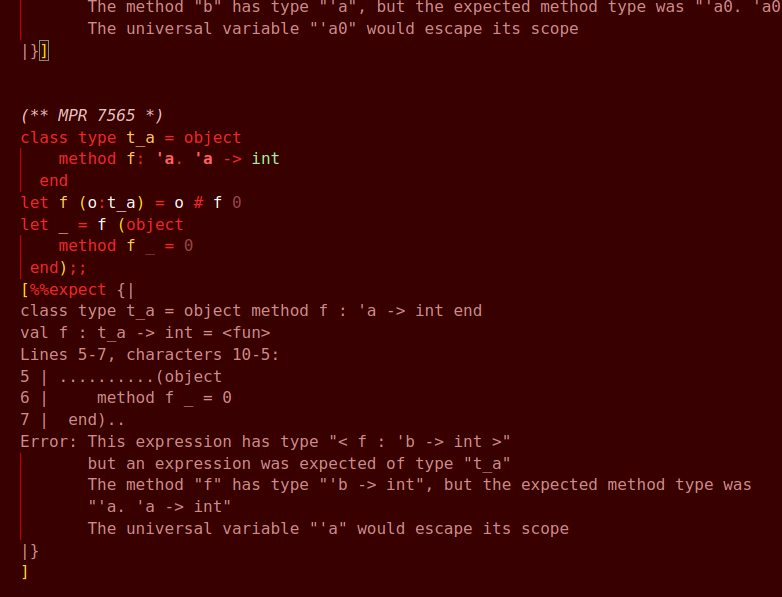 The method "b" has type "'a", but the expected method type was "'a0. 'a0
The universal variable "'a0" would escape its scope
|}]
(** MPR 7565 *)
class type t_a = object
method f: 'a. 'a -> int
end
let f (o:t_a) = o # f 0
let _ = f (object
method f _ = 0
end);;
[%%expect {|
class type t_a = object method f : 'a -> int end
val f : t_a -> int = <fun>
Lines 5-7, characters 10-5:
5 | ..........(object
6 |     method f _ = 0
7 |  end)..
Error: This expression has type "< f : 'b -> int >"
but an expression was expected of type "t_a"
The method "f" has type "'b -> int", but the expected method type was
"'a. 'a -> int"
The universal variable "'a" would escape its scope
|}
]